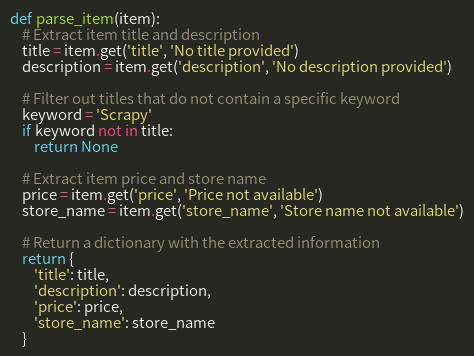 def parse_item(item):
    # Extract item title and description
    title = item.get('title', 'No title provided')
    description = item.get('description', 'No description provided')

    # Filter out titles that do not contain a specific keyword
    keyword = 'Scrapy'
    if keyword not in title:
        return None

    # Extract item price and store name
    price = item.get('price', 'Price not available')
    store_name = item.get('store_name', 'Store name not available')

    # Return a dictionary with the extracted information
    return {
        'title': title,
        'description': description,
        'price': price,
        'store_name': store_name
    }